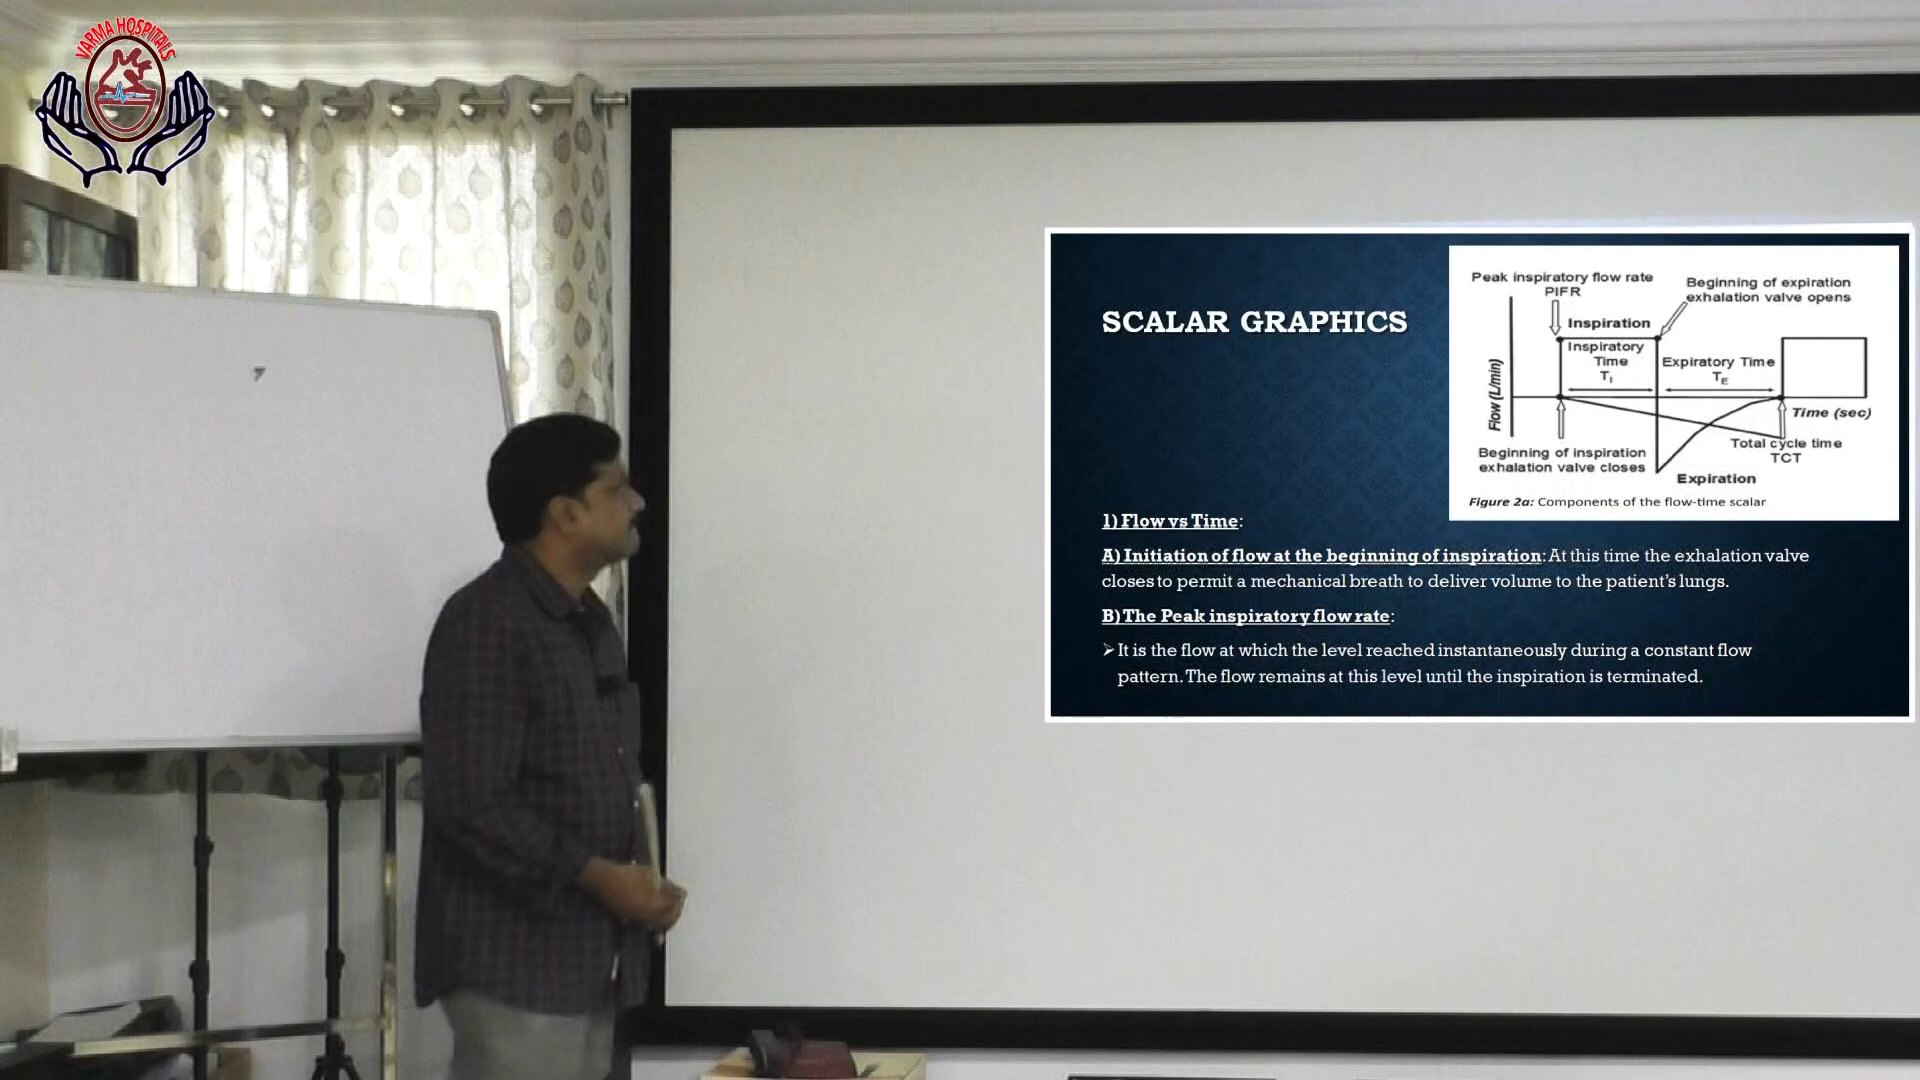 VARMA HOSPITALS
SCALAR GRAPHICS
Peak inspiratory flow rate
PIFR
Beginning of expiration
exhalation valve opens
Inspiration
Inspiratory
Time
TI
Expiratory Time
TE
Flow (L/min)
Time (sec)
Total cycle time
TCT
Beginning of inspiration
exhalation valve closes
Expiration
Figure 2a: Components of the flow-time scalar
1) Flow vs Time:
A) Initiation of flow at the beginning of inspiration: At this time the exhalation valve
closes to permit a mechanical breath to deliver volume to the patient's lungs.
B) The Peak inspiratory flow rate:
➢ It is the flow at which the level reached instantaneously during a constant flow
pattern. The flow remains at this level until the inspiration is terminated.